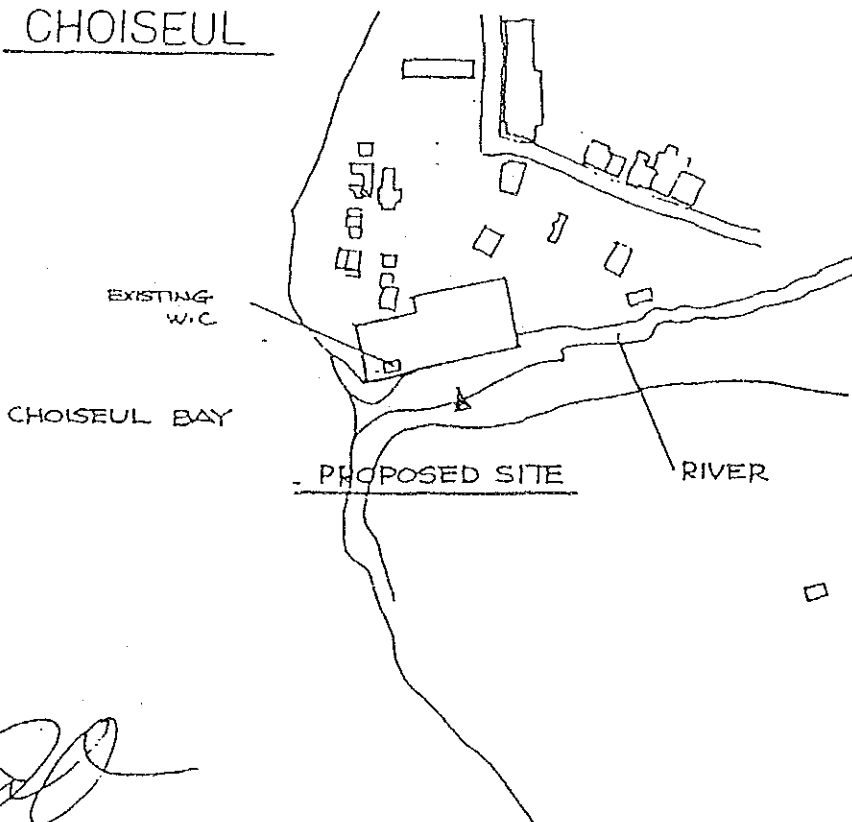 CHOISEUL
EXISTING
W.C
CHOISEUL BAY
PROPOSED SITE
RIVER